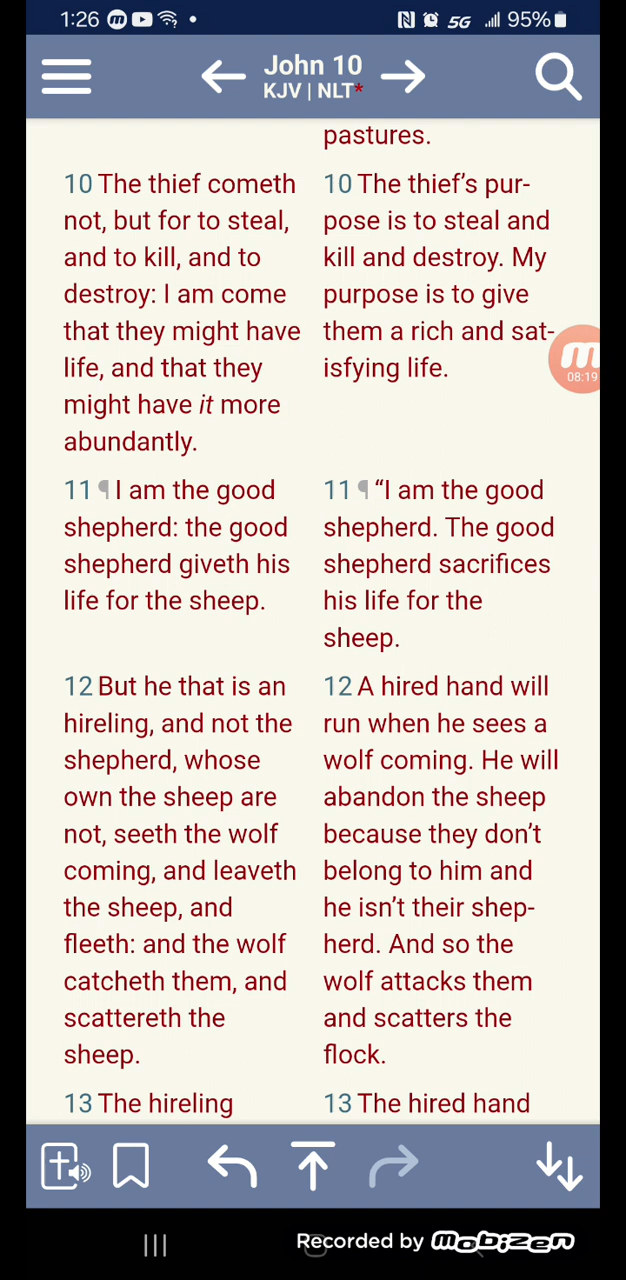 1:26
5G
95%
John 10
KJV | NLT*
pastures.
10 The thief cometh
not, but for to steal,
and to kill, and to
destroy: I am come
that they might have
life, and that they
might have it more
abundantly.
10 The thief’s pur-
pose is to steal and
kill and destroy. My
purpose is to give
them a rich and sat-
isfying life.
08:19
11 ¶ I am the good
shepherd: the good
shepherd giveth his
life for the sheep.
11 ¶ “I am the good
shepherd. The good
shepherd sacrifices
his life for the
sheep.
12 But he that is an
hireling, and not the
shepherd, whose
own the sheep are
not, seeth the wolf
coming, and leaveth
the sheep, and
fleeth: and the wolf
catcheth them, and
scattereth the
sheep.
12 A hired hand will
run when he sees a
wolf coming. He will
abandon the sheep
because they don’t
belong to him and
he isn’t their shep-
herd. And so the
wolf attacks them
and scatters the
flock.
13 The hireling
13 The hired hand
Recorded by Mobizen